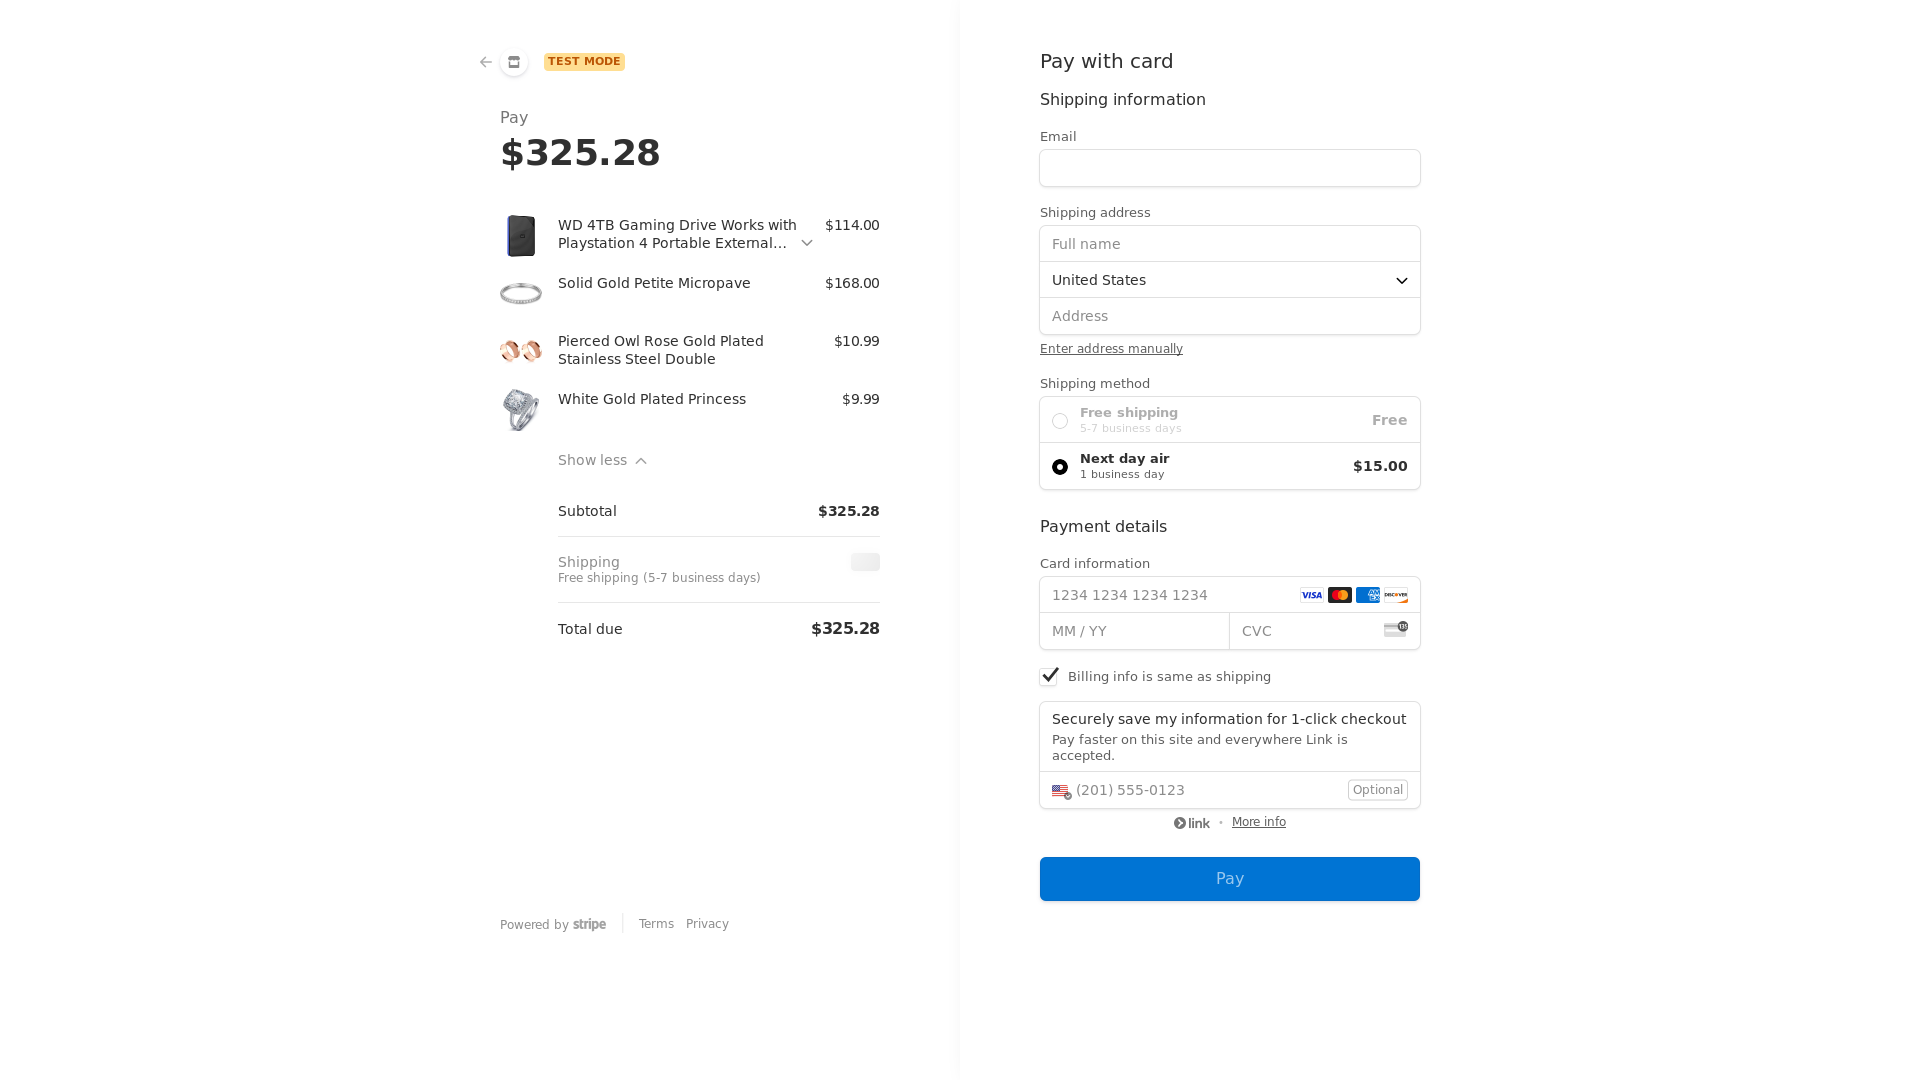 TEST MODE
Pay
$325.28
WD 4TB Gaming Drive Works with $114.00
Playstation 4 Portable External...
Solid Gold Petite Micropave $168.00
Pierced Owl Rose Gold Plated $10.99
Stainless Steel Double
White Gold Plated Princess $9.99
Show less
Subtotal $325.28
Shipping
Free shipping (5-7 business days)
Total due $325.28
Powered by stripe Terms Privacy
Pay with card
Shipping information
Email
Shipping address
Full name
United States
Address
Enter address manually
Shipping method
Free shipping Free
5-7 business days
Next day air $15.00
1 business day
Payment details
Card information
1234 1234 1234 1234 VISA AMEX DISCOVER
MM / YY CVC 135
Billing info is same as shipping
Securely save my information for 1-click checkout
Pay faster on this site and everywhere Link is
accepted.
(201) 555-0123 Optional
link • More info
Pay